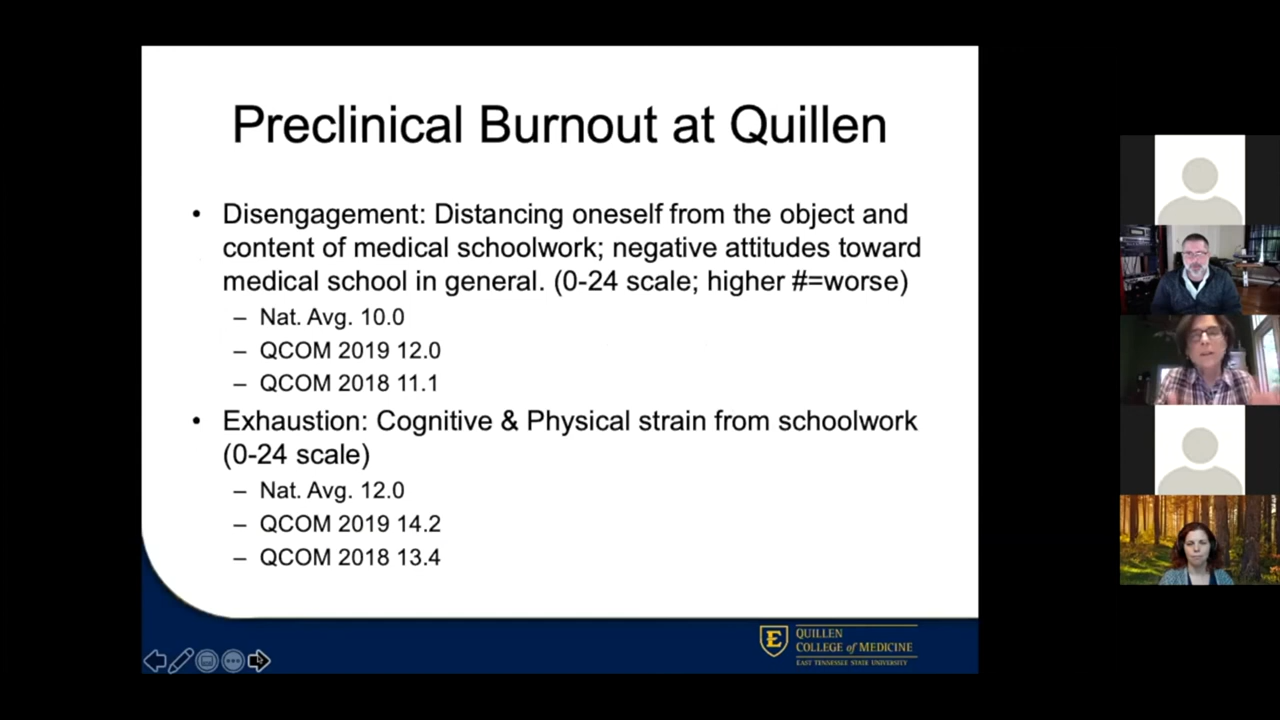 Preclinical Burnout at Quillen
• Disengagement: Distancing oneself from the object and
content of medical schoolwork; negative attitudes toward
medical school in general. (0-24 scale; higher #=worse)
– Nat. Avg. 10.0
– QCOM 2019 12.0
– QCOM 2018 11.1
• Exhaustion: Cognitive & Physical strain from schoolwork
(0-24 scale)
– Nat. Avg. 12.0
– QCOM 2019 14.2
– QCOM 2018 13.4
E
QUILLEN
COLLEGE of MEDICINE
EAST TENNESSEE STATE UNIVERSITY